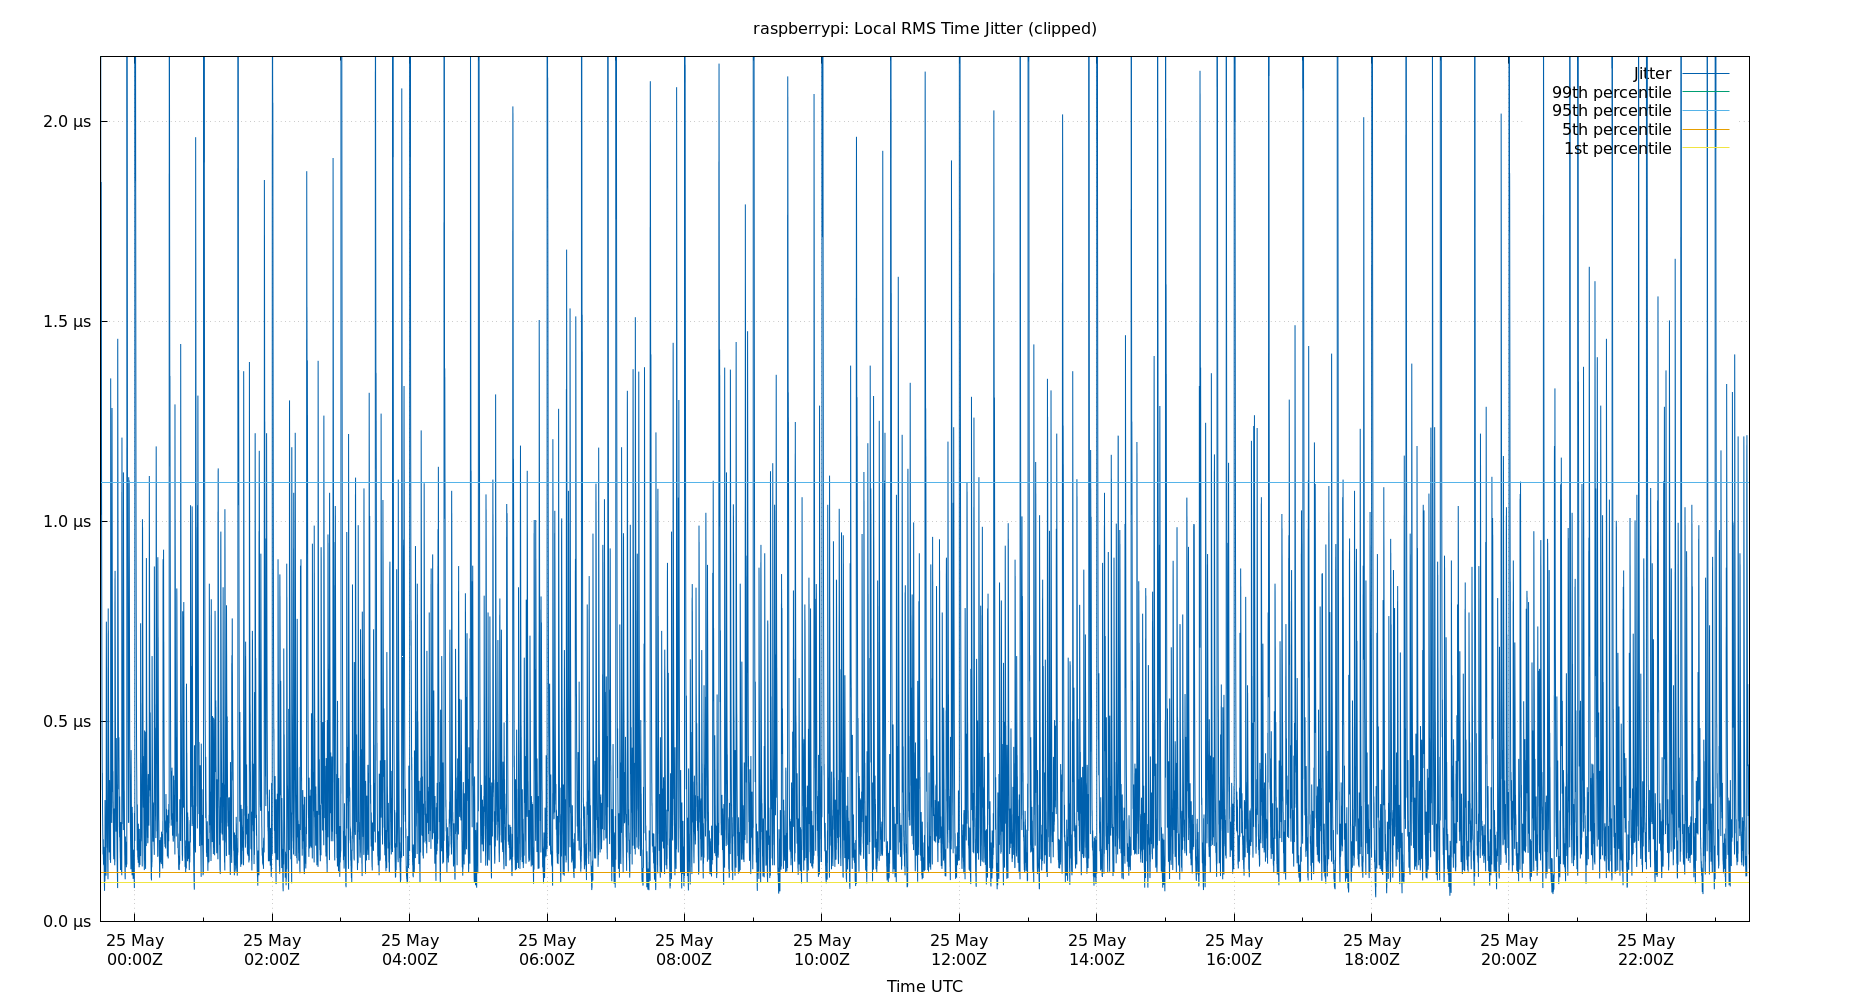 raspberrypi: Local RMS Time Jitter (clipped)
Jitter
99th percentile
95th percentile
5th percentile
1st percentile
2.0 µs
1.5 µs
1.0 µs
0.5 µs
0.0 µs
25 May 25 May 25 May 25 May 25 May 25 May 25 May 25 May 25 May 25 May 25 May 25 May
00:00Z 02:00Z 04:00Z 06:00Z 08:00Z 10:00Z 12:00Z 14:00Z 16:00Z 18:00Z 20:00Z 22:00Z
Time UTC